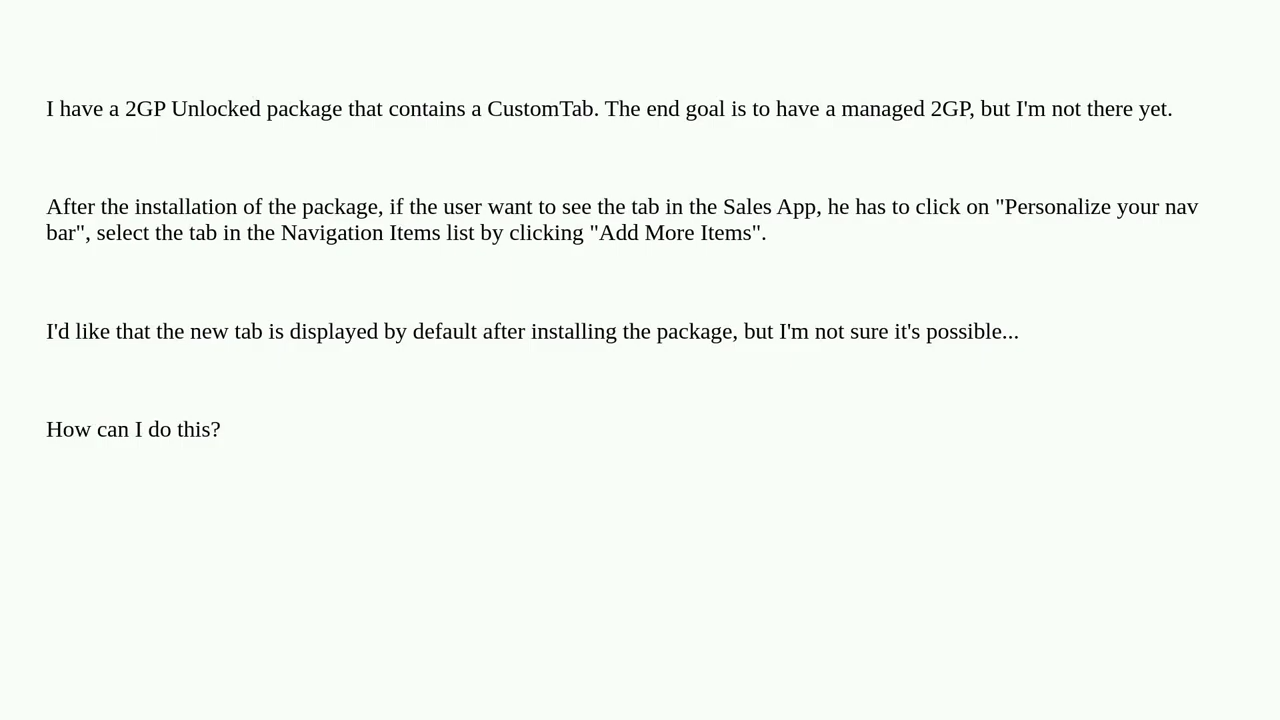 I have a 2GP Unlocked package that contains a CustomTab. The end goal is to have a managed 2GP, but I'm not there yet.
After the installation of the package, if the user want to see the tab in the Sales App, he has to click on "Personalize your nav
bar", select the tab in the Navigation Items list by clicking "Add More Items".
I'd like that the new tab is displayed by default after installing the package, but I'm not sure it's possible...
How can I do this?